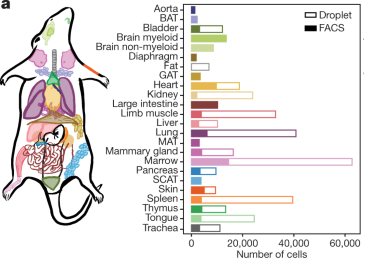 a
Droplet
FACS
Aorta
BAT
Bladder
Brain myeloid
Brain non-myeloid
Diaphragm
Fat
GAT
Heart
Kidney
Large intestine
Limb muscle
Liver
Lung
MAT
Mammary gland
Marrow
Pancreas
SCAT
Skin
Spleen
Thymus
Tongue
Trachea
0 20,000 40,000 60,000
Number of cells